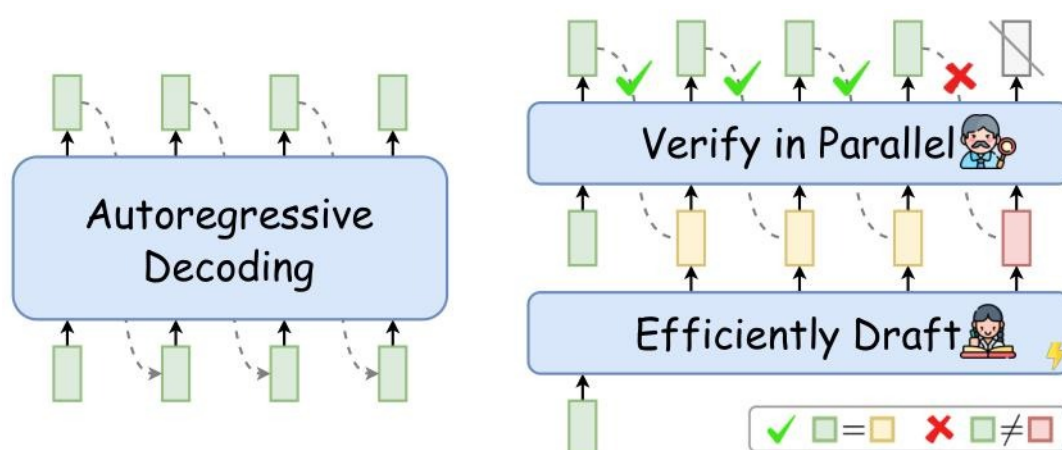 Autoregressive
Decoding
Verify in Parallel
Efficiently Draft
= ≠